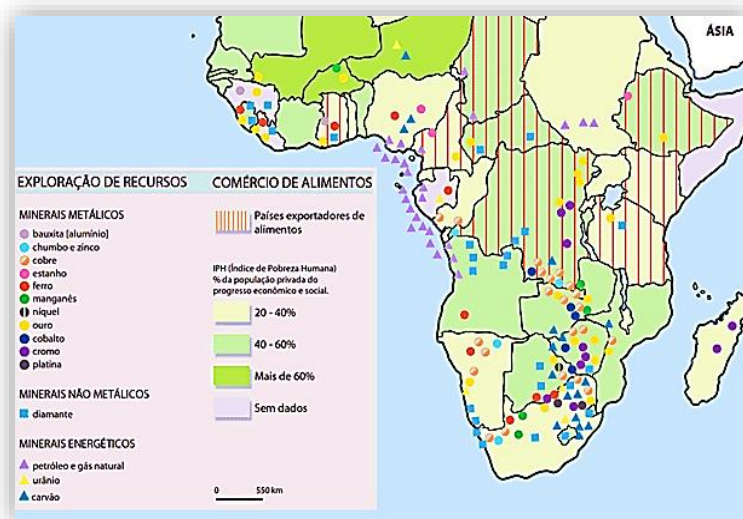 ÁSIA
EXPLORAÇÃO DE RECURSOS
MINERAIS METÁLICOS
bauxita [alumínio]
chumbo e zinco
cobre
estanho
ferro
manganês
níquel
ouro
cobalto
cromo
platina
MINERAIS NÃO METÁLICOS
diamante
MINERAIS ENERGÉTICOS
petróleo e gás natural
urânio
carvão
COMÉRCIO DE ALIMENTOS
Países exportadores de
alimentos
IPH (Índice de Pobreza Humana)
% da população privada do
progresso econômico e social.
20 - 40%
40 - 60%
Mais de 60%
Sem dados
0 550 km